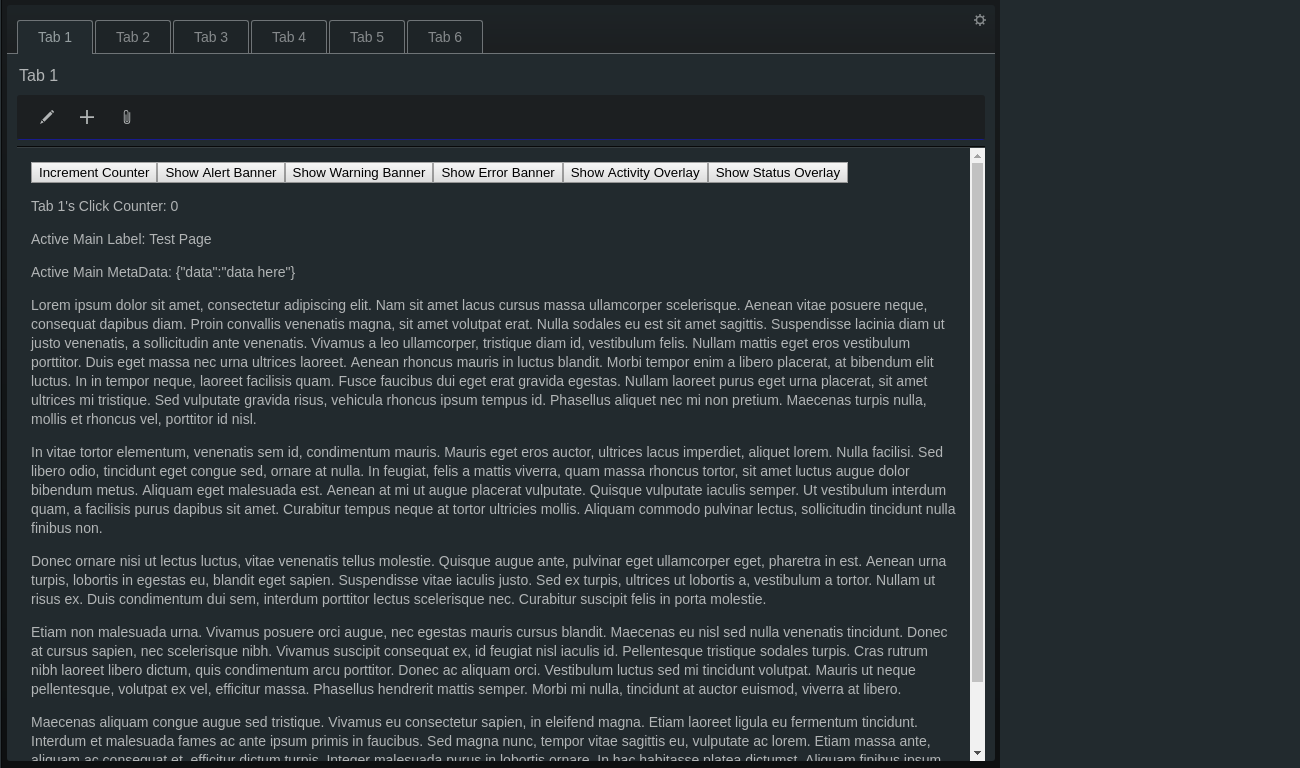 Tab 1 Tab 2 Tab 3 Tab 4 Tab 5 Tab 6
Tab 1
Increment Counter Show Alert Banner Show Warning Banner Show Error Banner Show Activity Overlay Show Status Overlay
Tab 1's Click Counter: 0
Active Main Label: Test Page
Active Main MetaData: {"data":"data here"}
Lorem ipsum dolor sit amet, consectetur adipiscing elit. Nam sit amet lacus cursus massa ullamcorper scelerisque. Aenean vitae posuere neque,
consequat dapibus diam. Proin convallis venenatis magna, sit amet volutpat erat. Nulla sodales eu est sit amet sagittis. Suspendisse lacinia diam ut
justo venenatis, a sollicitudin ante venenatis. Vivamus a leo ullamcorper, tristique diam id, vestibulum felis. Nullam mattis eget eros vestibulum
porttitor. Duis eget massa nec urna ultrices laoreet. Aenean rhoncus mauris in luctus blandit. Morbi tempor enim a libero placerat, at bibendum elit
luctus. In in tempor neque, laoreet facilisis quam. Fusce faucibus dui eget erat gravida egestas. Nullam laoreet purus eget urna placerat, sit amet
ultrices mi tristique. Sed vulputate gravida risus, vehicula rhoncus ipsum tempus id. Phasellus aliquet nec mi non pretium. Maecenas turpis nulla,
mollis et rhoncus vel, porttitor id nisl.
In vitae tortor elementum, venenatis sem id, condimentum mauris. Mauris eget eros auctor, ultrices lacus imperdiet, aliquet lorem. Nulla facilisi. Sed
libero odio, tincidunt eget congue sed, ornare at nulla. In feugiat, felis a mattis viverra, quam massa rhoncus tortor, sit amet luctus augue dolor
bibendum metus. Aliquam eget malesuada est. Aenean at mi ut augue placerat vulputate. Quisque vulputate iaculis semper. Ut vestibulum interdum
quam, a facilisis purus dapibus sit amet. Curabitur tempus neque at tortor ultricies mollis. Aliquam commodo pulvinar lectus, sollicitudin tincidunt nulla
finibus non.
Donec ornare nisi ut lectus luctus, vitae venenatis tellus molestie. Quisque augue ante, pulvinar eget ullamcorper eget, pharetra in est. Aenean urna
turpis, lobortis in egestas eu, blandit eget sapien. Suspendisse vitae iaculis justo. Sed ex turpis, ultrices ut lobortis a, vestibulum a tortor. Nullam ut
risus ex. Duis condimentum dui sem, interdum porttitor lectus scelerisque nec. Curabitur suscipit felis in porta molestie.
Etiam non malesuada urna. Vivamus posuere orci augue, nec egestas mauris cursus blandit. Maecenas eu nisl sed nulla venenatis tincidunt. Donec
at cursus sapien, nec scelerisque nibh. Vivamus suscipit consequat ex, id feugiat nisl iaculis id. Pellentesque tristique sodales turpis. Cras rutrum
nibh laoreet libero dictum, quis condimentum arcu porttitor. Donec ac aliquam orci. Vestibulum luctus sed mi tincidunt volutpat. Mauris ut neque
pellentesque, volutpat ex vel, efficitur massa. Phasellus hendrerit mattis semper. Morbi mi nulla, tincidunt at auctor euismod, viverra at libero.
Maecenas aliquam congue augue sed tristique. Vivamus eu consectetur sapien, in eleifend magna. Etiam laoreet ligula eu fermentum tincidunt.
Interdum et malesuada fames ac ante ipsum primis in faucibus. Sed magna nunc, tempor vitae sagittis eu, vulputate ac lorem. Etiam massa ante,
aliquam ac consequat et, efficitur dictum turpis. Integer malesuada purus in lobortis ornare. In hac habitasse platea dictumst. Aliquam finibus ipsum